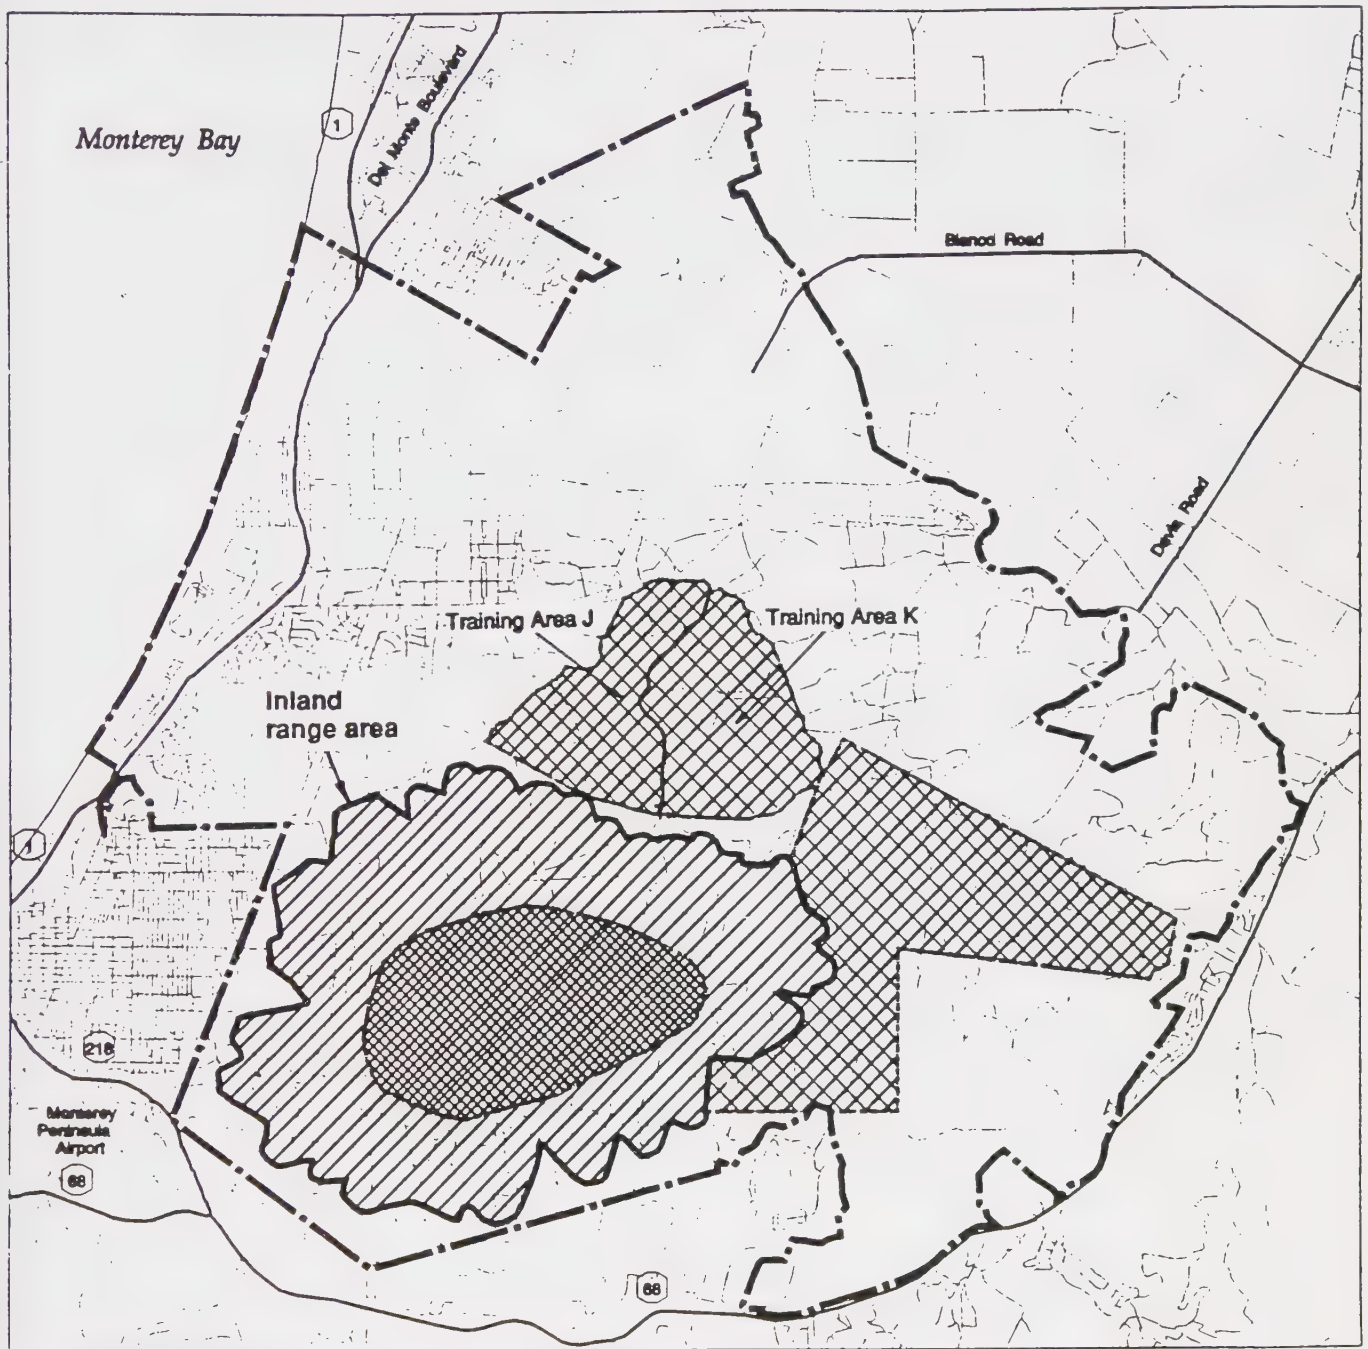 1
Monterey Bay
Del Monte Boulevard
Blanco Road
Davis Road
Training Area J
Training Area K
Inland
range area
1
218
Monterey
Peninsula
Airport
68
68